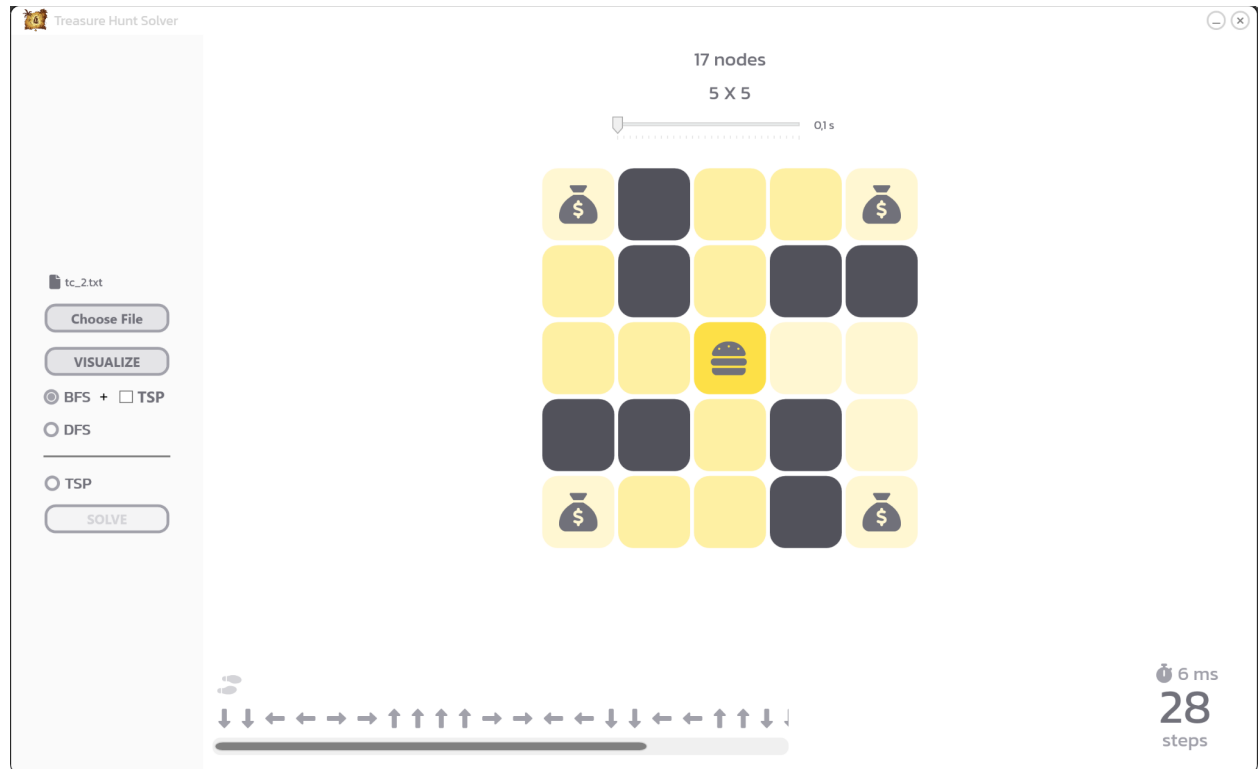 Treasure Hunt Solver
17 nodes
5 X 5
0,1 s
$
$
tc_2.txt
Choose File
VISUALIZE
BFS + TSP
DFS
TSP
SOLVE
$
$
6 ms
28
steps